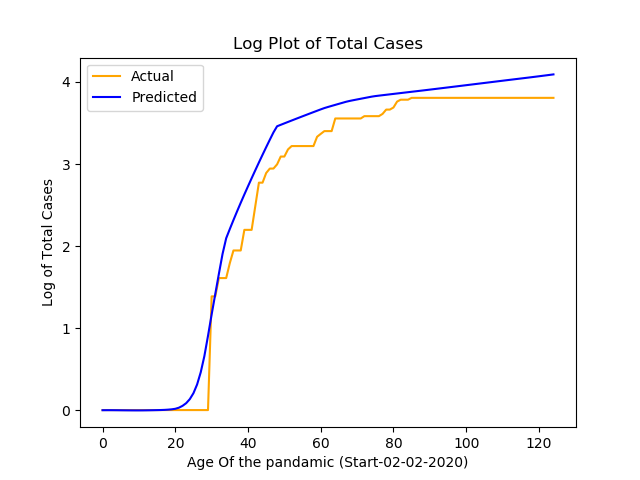 Log Plot of Total Cases
Actual
Predicted
4
3
2
1
0
Log of Total Cases
0 20 40 60 80 100 120
Age Of the pandamic (Start-02-02-2020)